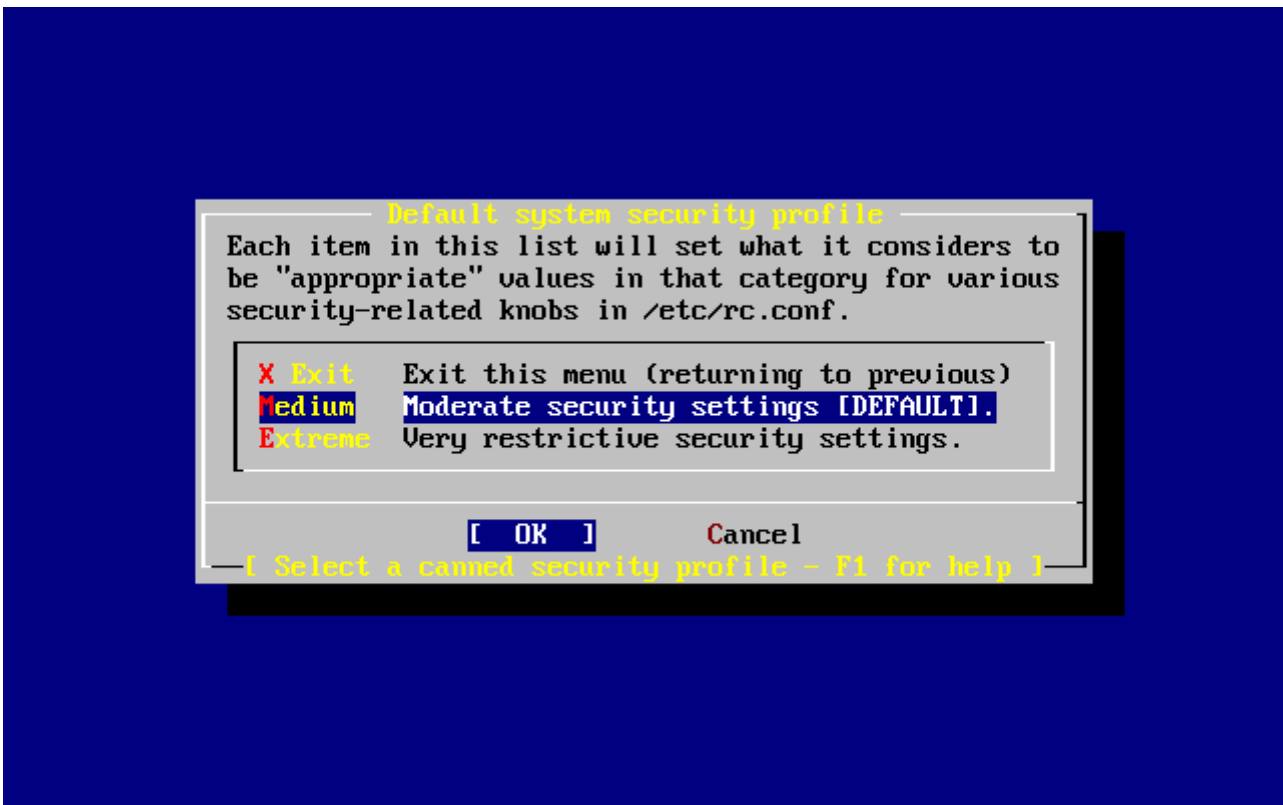 Default system security profile
Each item in this list will set what it considers to
be "appropriate" values in that category for various
security-related knobs in /etc/rc.conf.
X Exit Exit this menu (returning to previous)
Medium Moderate security settings [DEFAULT].
Extreme Very restrictive security settings.
[ OK ] Cancel
[ Select a canned security profile - F1 for help ]